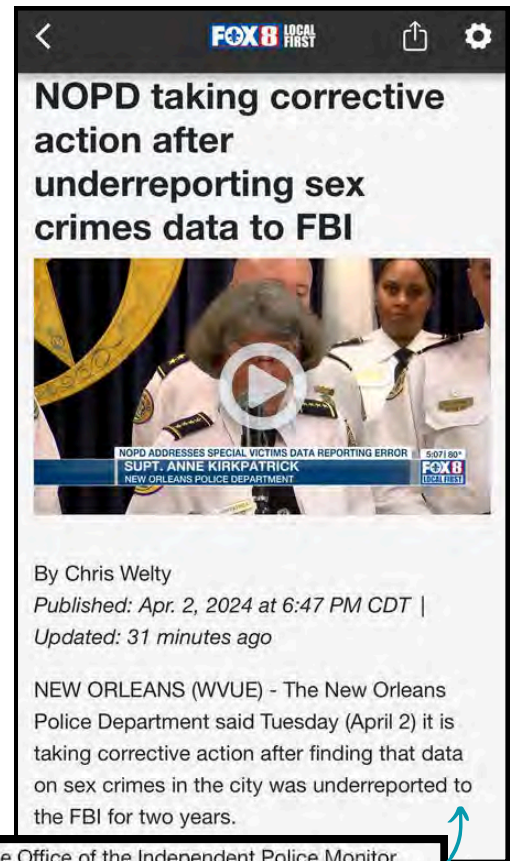 FOX 8 LOCAL FIRST
NOPD taking corrective
action after
underreporting sex
crimes data to FBI
NOPD ADDRESSES SPECIAL VICTIMS DATA REPORTING ERROR 5:07 80°
SUPT. ANNE KIRKPATRICK
NEW ORLEANS POLICE DEPARTMENT
FOX 8
LOCAL FIRST
By Chris Welty
Published: Apr. 2, 2024 at 6:47 PM CDT |
Updated: 31 minutes ago
NEW ORLEANS (WVUE) - The New Orleans
Police Department said Tuesday (April 2) it is
taking corrective action after finding that data
on sex crimes in the city was underreported to
the FBI for two years.
Office of the Independent Police Monitor